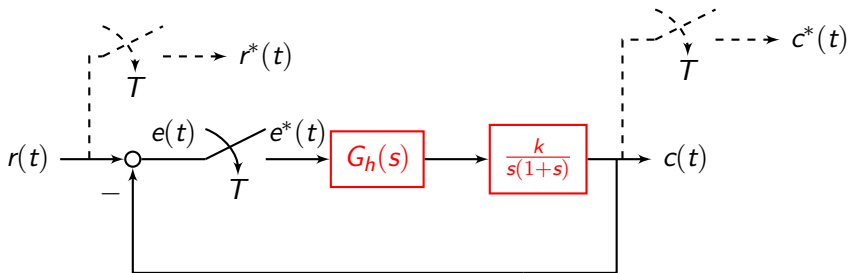 T
r*(t)
T
c*(t)
r(t)
e(t)
T
e*(t)
G_h(s)
k/s(1+s)
c(t)
−